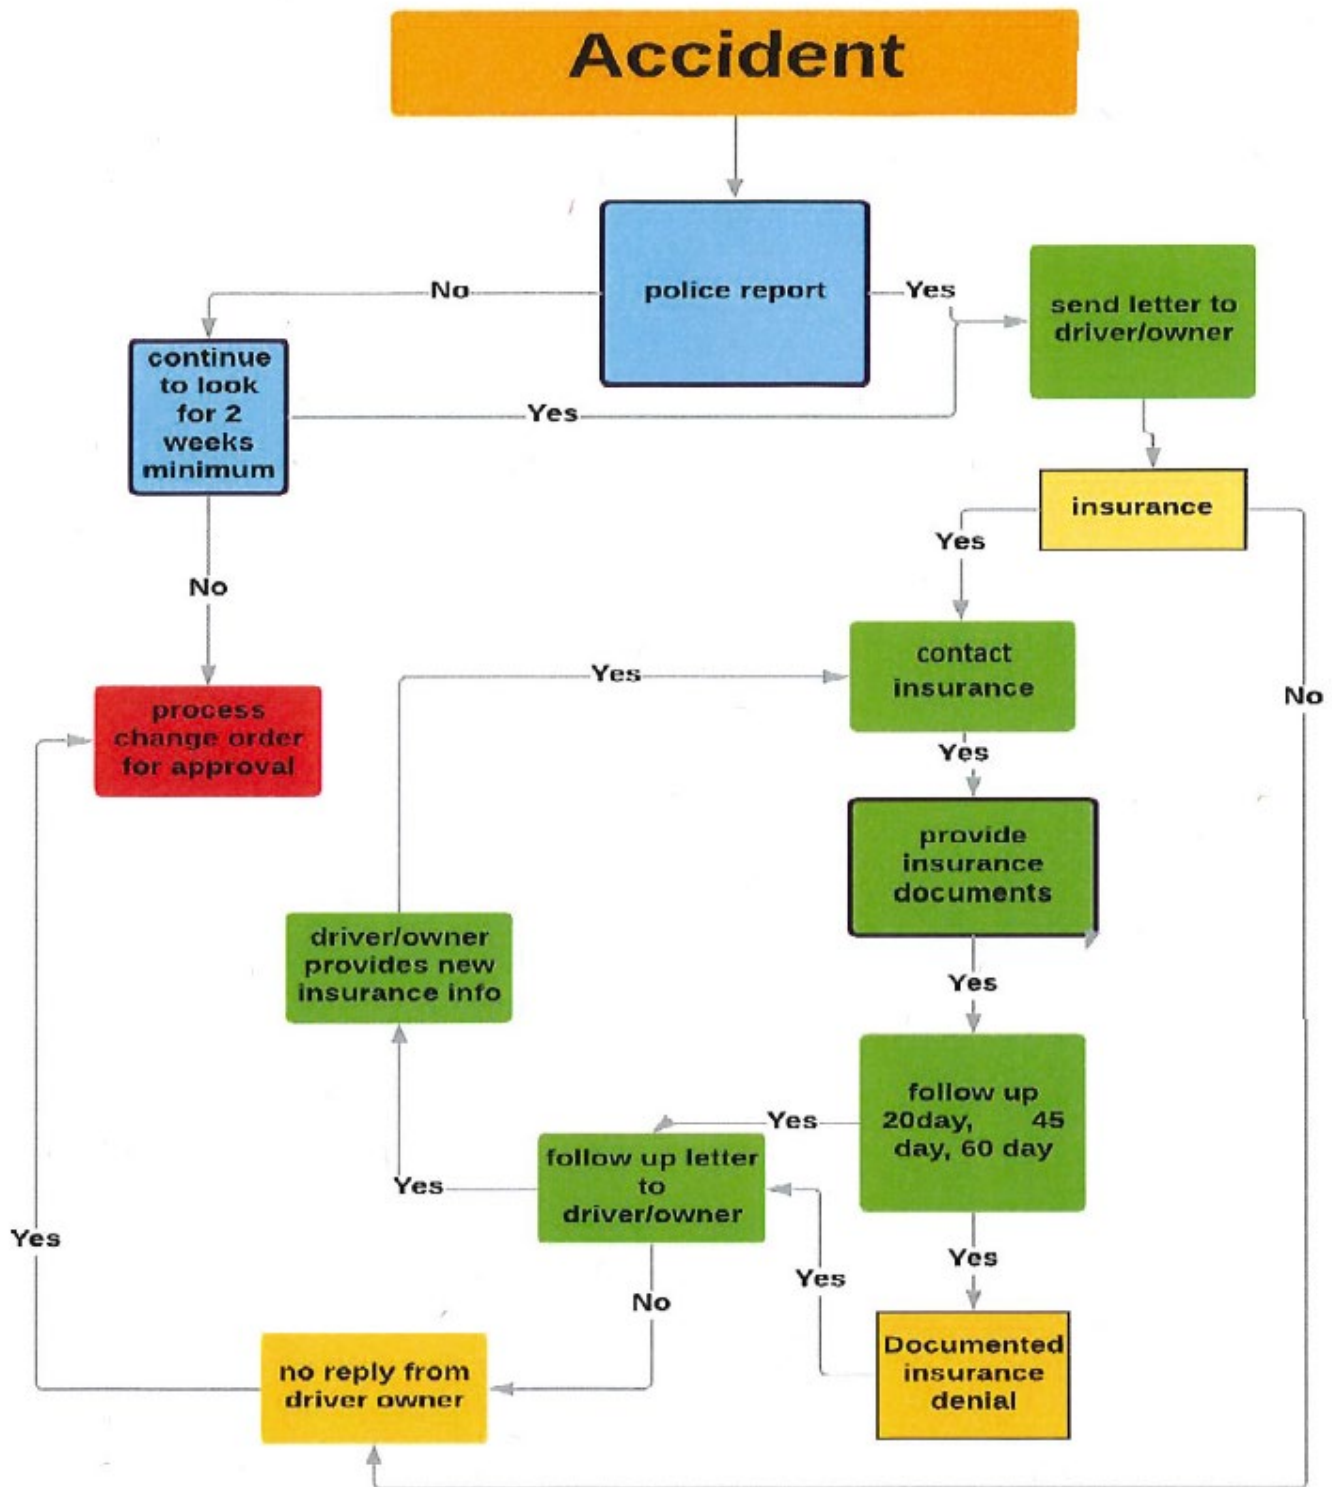 Accident
police report
No
Yes
send letter to
driver/owner
continue
to look
for 2
weeks
minimum
Yes
insurance
Yes
No
contact
insurance
Yes
No
process
change order
for approval
Yes
provide
insurance
documents
driver/owner
provides new
insurance info
Yes
follow up
20day, 45
day, 60 day
Yes
follow up letter
to
driver/owner
Yes
Yes
Yes
Yes
No
Documented
insurance
denial
no reply from
driver owner